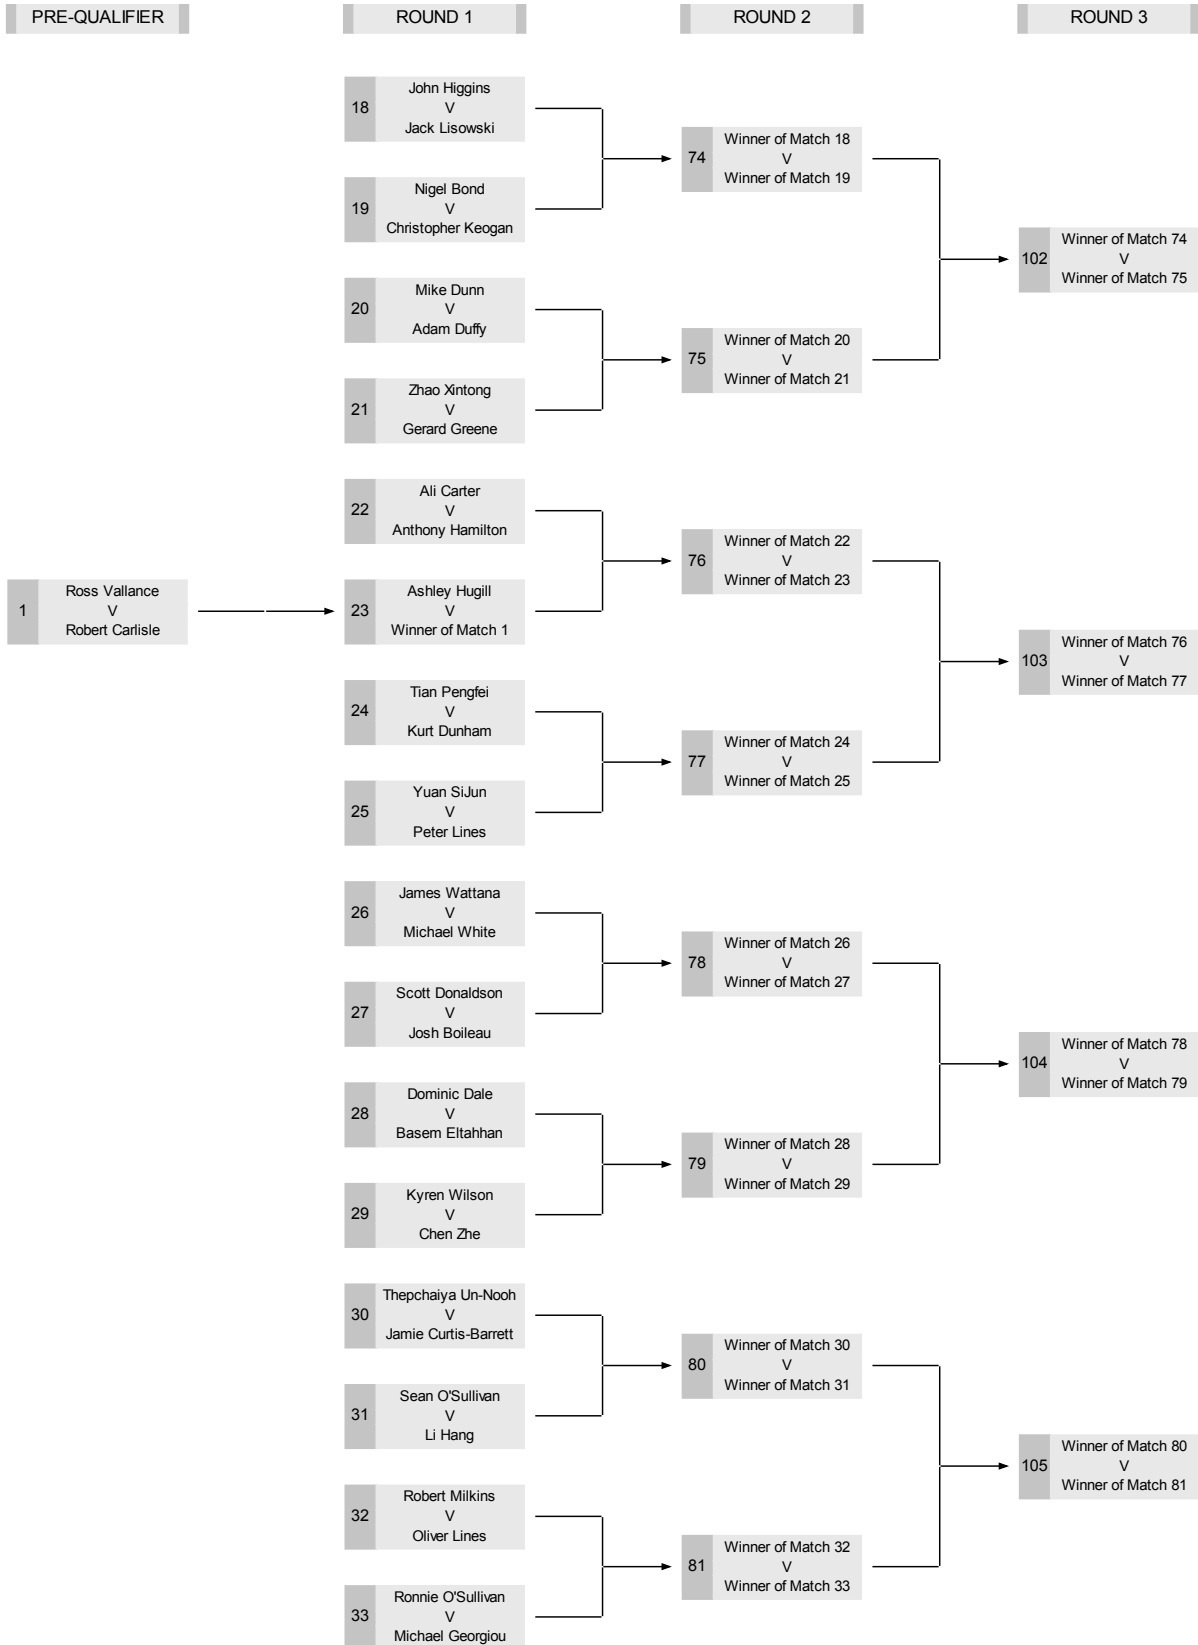 PRE-QUALIFIER
ROUND 1
ROUND 2
ROUND 3
18
John Higgins
V
Jack Lisowski
19
Nigel Bond
V
Christopher Keogan
20
Mike Dunn
V
Adam Duffy
21
Zhao Xintong
V
Gerard Greene
22
Ali Carter
V
Anthony Hamilton
1
Ross Vallance
V
Robert Carlisle
23
Ashley Hugill
V
Winner of Match 1
24
Tian Pengfei
V
Kurt Dunham
25
Yuan SiJun
V
Peter Lines
26
James Wattana
V
Michael White
27
Scott Donaldson
V
Josh Boileau
28
Dominic Dale
V
Basem Eltahhan
29
Kyren Wilson
V
Chen Zhe
30
Thepchaiya Un-Nooh
V
Jamie Curtis-Barrett
31
Sean O'Sullivan
V
Li Hang
32
Robert Milkins
V
Oliver Lines
33
Ronnie O'Sullivan
V
Michael Georgiou
74
Winner of Match 18
V
Winner of Match 19
75
Winner of Match 20
V
Winner of Match 21
76
Winner of Match 22
V
Winner of Match 23
77
Winner of Match 24
V
Winner of Match 25
78
Winner of Match 26
V
Winner of Match 27
79
Winner of Match 28
V
Winner of Match 29
80
Winner of Match 30
V
Winner of Match 31
81
Winner of Match 32
V
Winner of Match 33
102
Winner of Match 74
V
Winner of Match 75
103
Winner of Match 76
V
Winner of Match 77
104
Winner of Match 78
V
Winner of Match 79
105
Winner of Match 80
V
Winner of Match 81